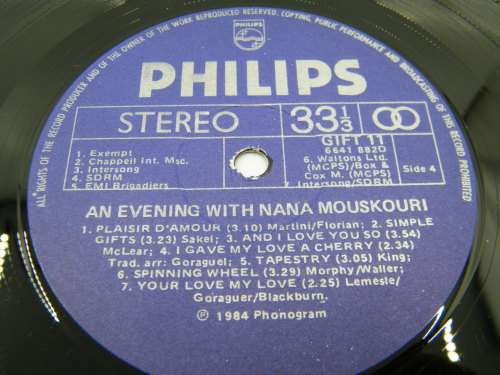 ALL RIGHTS OF THE RECORD PRODUCER AND OF THE OWNER OF THE WORK REPRODUCED RESERVED. COPYING, PUBLIC PERFORMANCE AND BROADCASTING OF THIS RECORD PROHIBITED
PHILIPS
PHILIPS
STEREO
33 1/3
1. Exempt
2. Chappell Int. Msc.
3. Intersong
4. SDRM
5. EMI Brigadiers
GIFT 11
6641 882D
6. Waltons Ltd.
(MCPS)/Box &
Cox M. (MCPS)
7. Intersong/SDRM
Side 4
AN EVENING WITH NANA MOUSKOURI
1. PLAISIR D'AMOUR (3.10) Martini/Florian; 2. SIMPLE
GIFTS (3.23) Sakel; 3. AND I LOVE YOU SO (3.54)
McLear; 4. I GAVE MY LOVE A CHERRY (2.34)
Trad. arr: Goraguel; 5. TAPESTRY (3.05) King;
6. SPINNING WHEEL (3.29) Morphy/Waller;
7. YOUR LOVE MY LOVE (2.25) Lemesle/
Goraguer/Blackburn.
℗ 1984 Phonogram